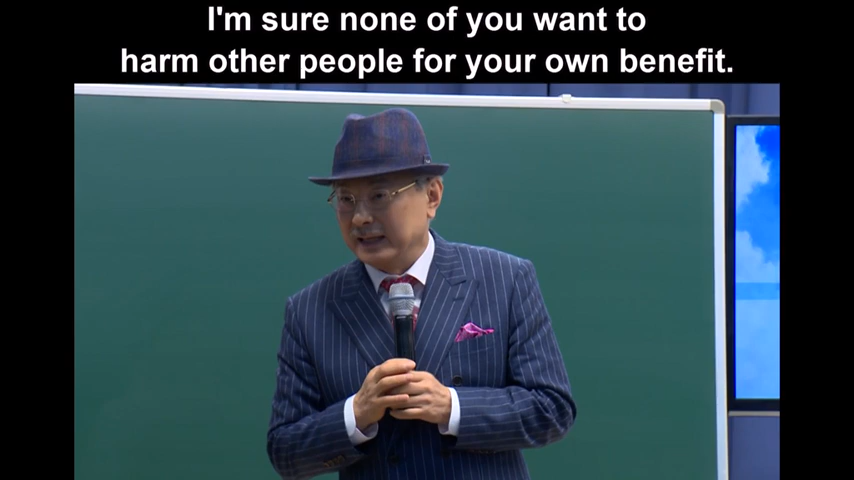 I'm sure none of you want to
harm other people for your own benefit.